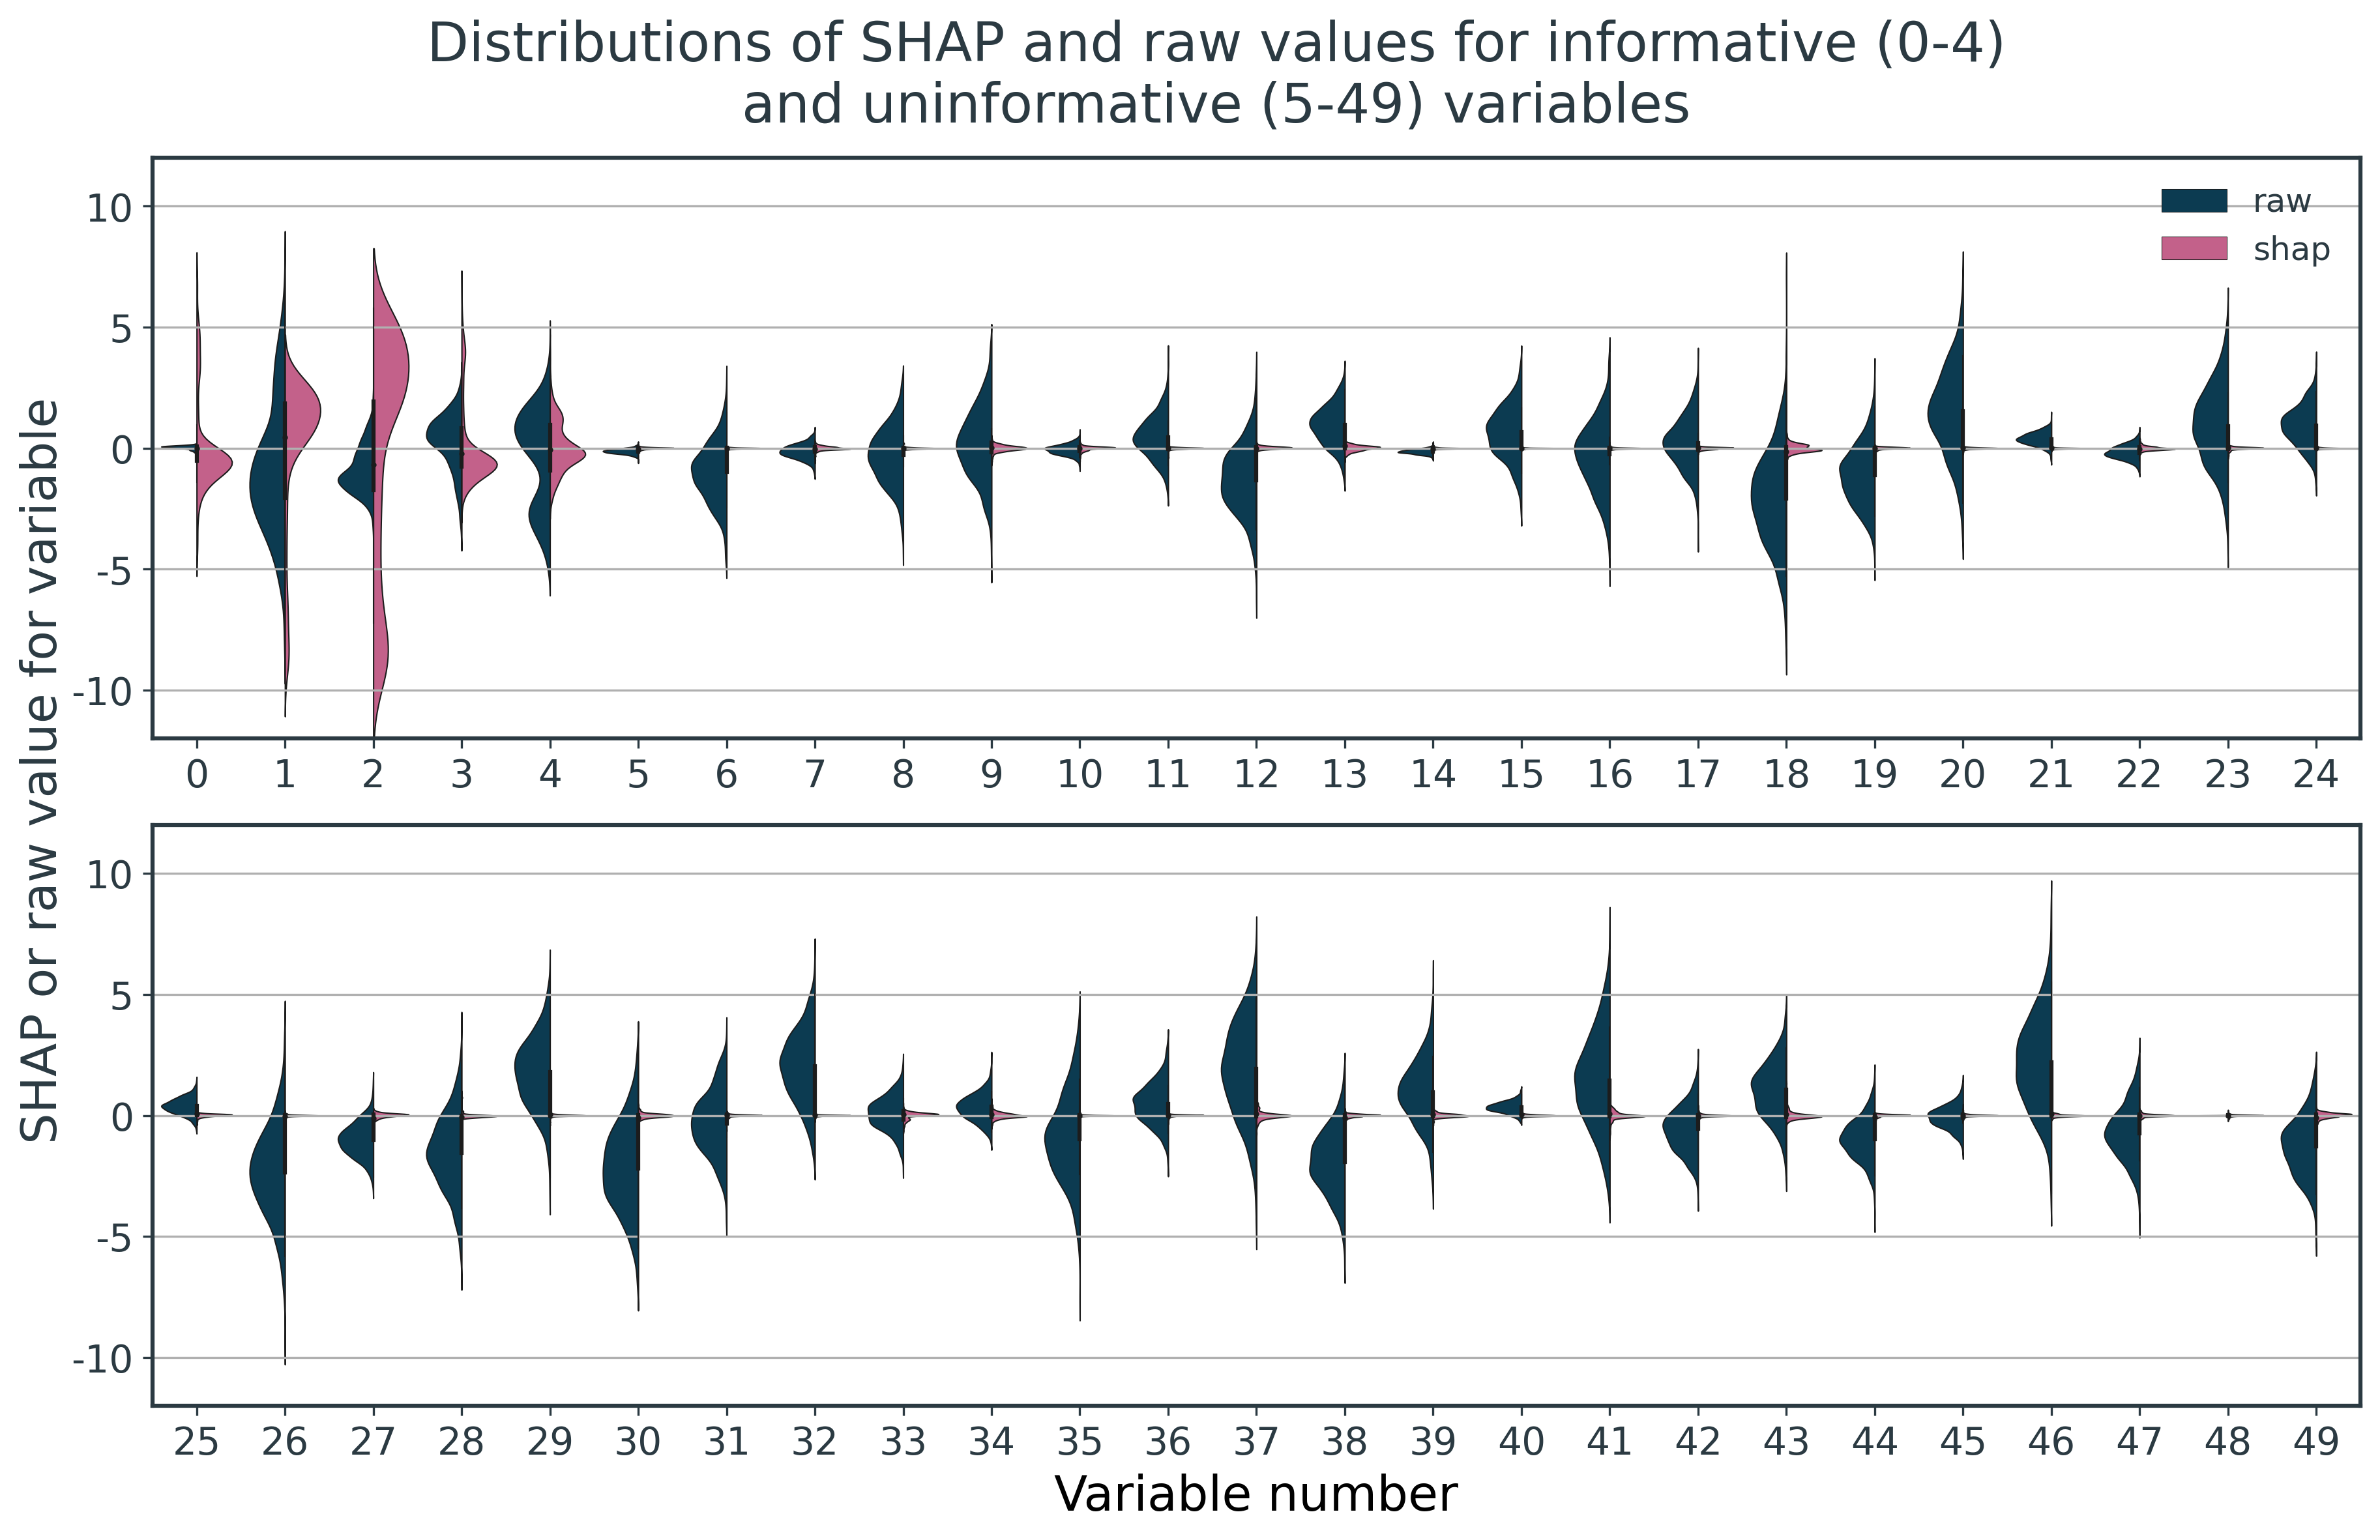 Distributions of SHAP and raw values for informative (0-4)
and uninformative (5-49) variables
SHAP or raw value for variable
10
5
0
-5
-10
raw
shap
0 1 2 3 4 5 6 7 8 9 10 11 12 13 14 15 16 17 18 19 20 21 22 23 24
10
5
0
-5
-10
25 26 27 28 29 30 31 32 33 34 35 36 37 38 39 40 41 42 43 44 45 46 47 48 49
Variable number